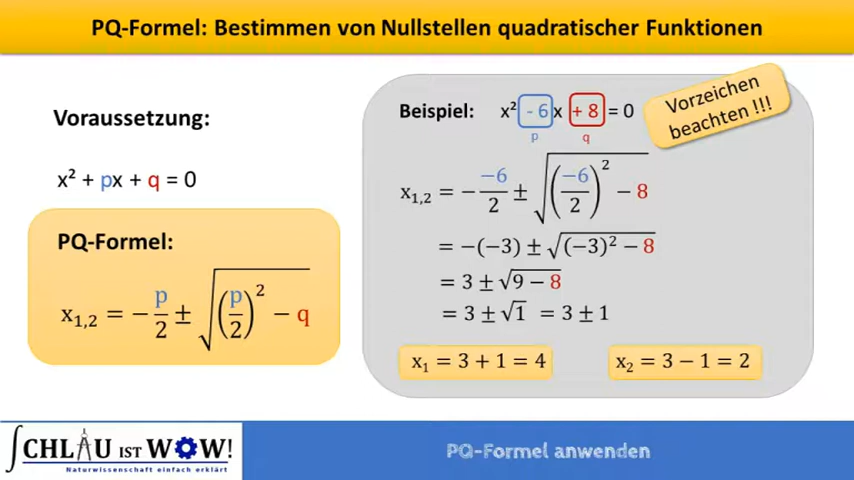 PQ-Formel: Bestimmen von Nullstellen quadratischer Funktionen
Voraussetzung:
x² + px + q = 0
PQ-Formel:
x₁,₂ = − p/2 ± √((p/2)² − q)
Beispiel: x² - 6 x + 8 = 0
p q
Vorzeichen
beachten !!!
x₁,₂ = − −6/2 ± √((−6/2)² − 8)
= −(−3) ± √((−3)² − 8)
= 3 ± √(9 − 8)
= 3 ± √1 = 3 ± 1
x₁ = 3 + 1 = 4
x₂ = 3 − 1 = 2
∫CHLAU IST WOW!
Naturwissenschaft einfach erklärt
PQ-Formel anwenden